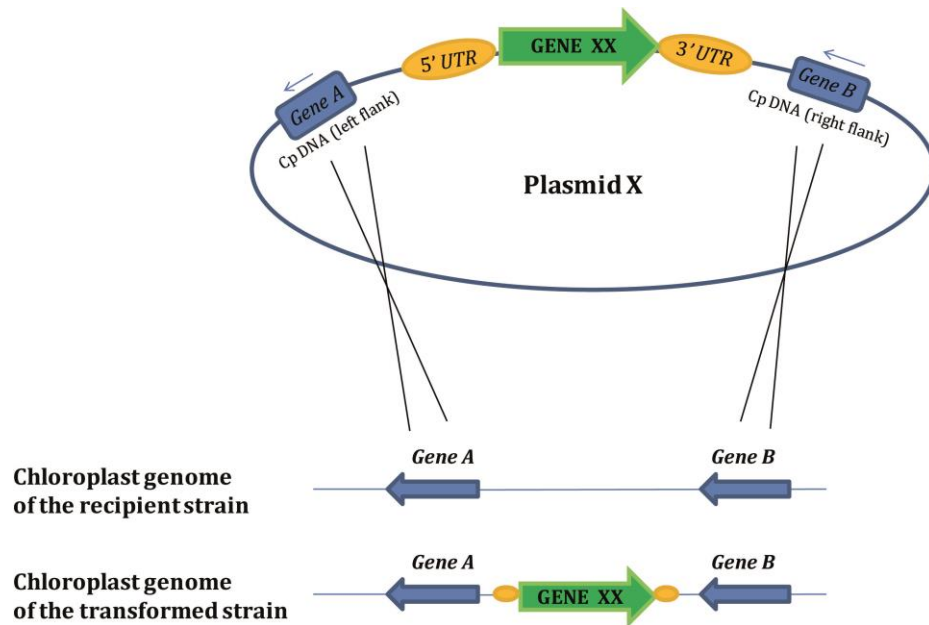 5' UTR
GENE XX
3' UTR
Gene A
Gene B
Cp DNA (left flank)
Cp DNA (right flank)
Plasmid X
Gene A
Gene B
Chloroplast genome
of the recipient strain
Gene A
Gene B
Chloroplast genome
of the transformed strain
GENE XX